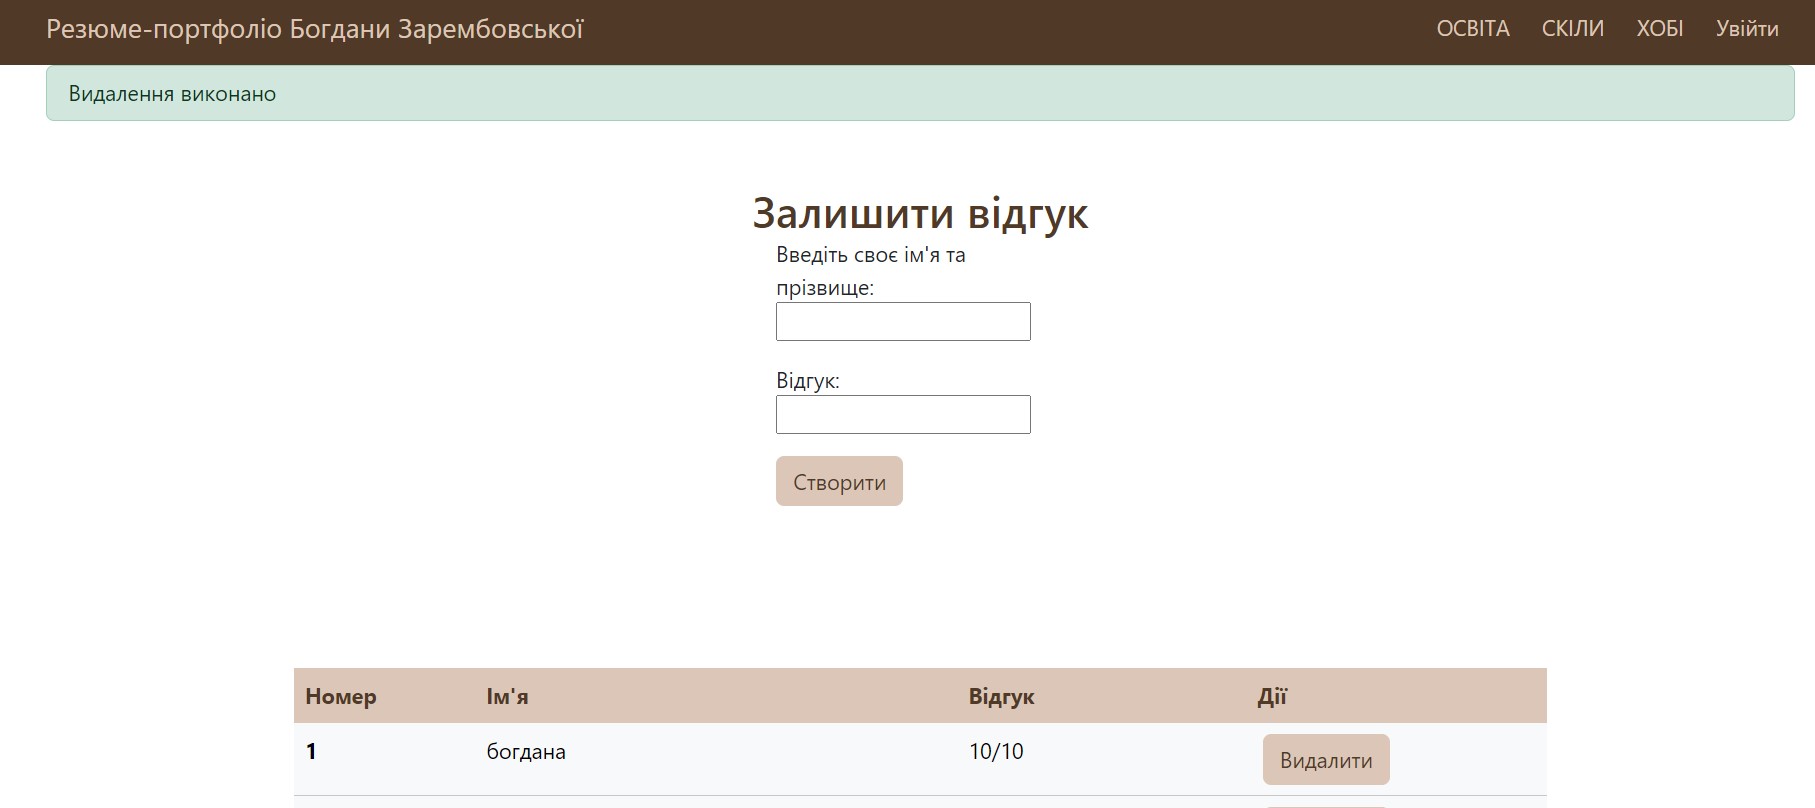 Резюме-портфоліо Богдани Зарембовської ОСВІТА СКІЛИ ХОБІ Увійти
Видалення виконано
Залишити відгук
Введіть своє ім'я та
прізвище:
Відгук:
Створити
Номер Ім'я Відгук Дії
1 богдана 10/10 Видалити